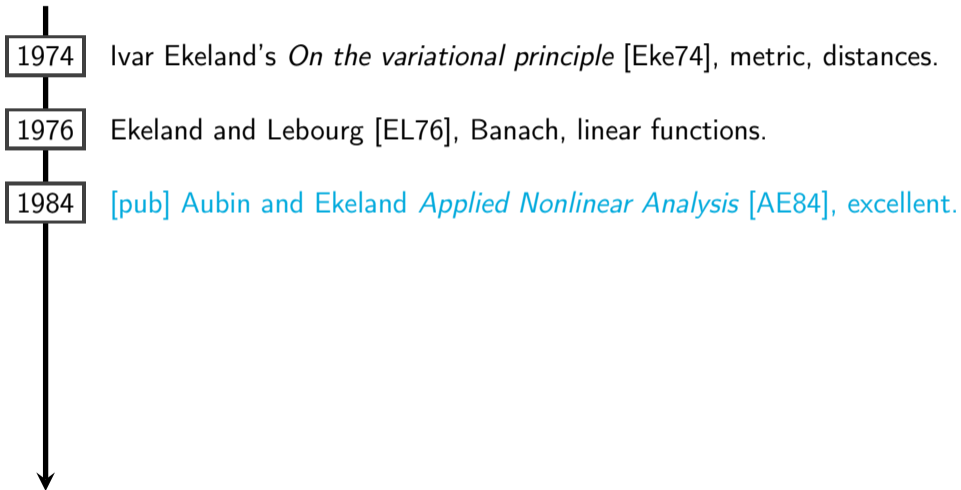 1974 Ivar Ekeland's On the variational principle [Eke74], metric, distances.
1976 Ekeland and Lebourg [EL76], Banach, linear functions.
1984 [pub] Aubin and Ekeland Applied Nonlinear Analysis [AE84], excellent.